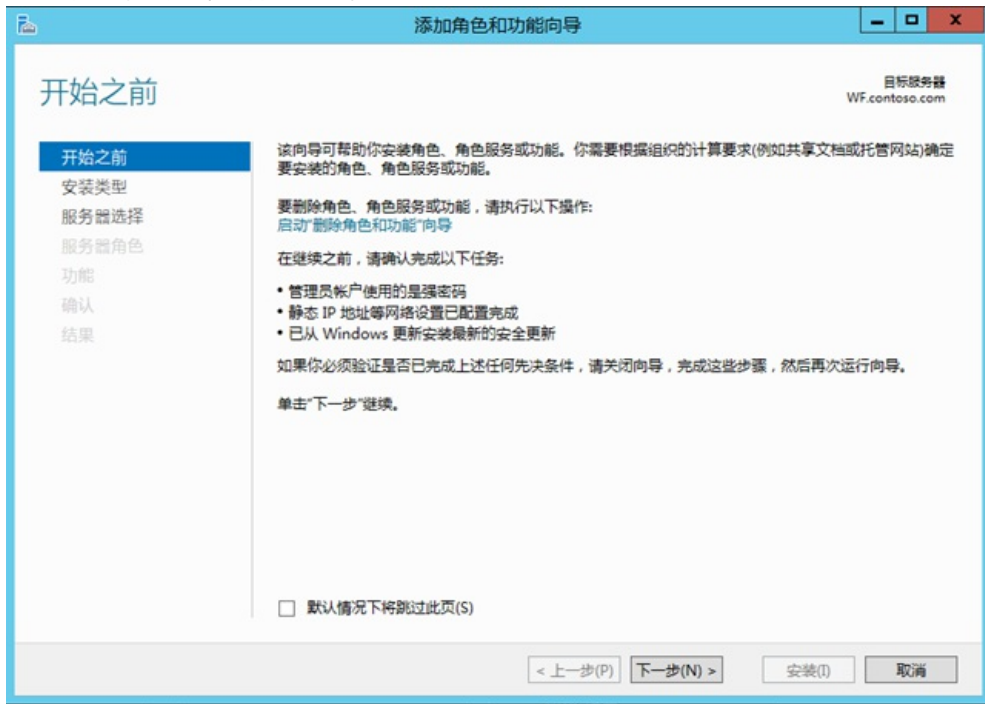 添加角色和功能向导
开始之前
目标服务器
WF.contoso.com
开始之前
安装类型
服务器选择
服务器角色
功能
确认
结果
该向导可帮助你安装角色、角色服务或功能。你需要根据组织的计算要求(例如共享文档或托管网站)确定
要安装的角色、角色服务或功能。
要删除角色、角色服务或功能，请执行以下操作:
启动"删除角色和功能"向导
在继续之前，请确认完成以下任务:
• 管理员帐户使用的是强密码
• 静态 IP 地址等网络设置已配置完成
• 已从 Windows 更新安装最新的安全更新
如果你必须验证是否已完成上述任何先决条件，请关闭向导，完成这些步骤，然后再次运行向导。
单击"下一步"继续。
默认情况下将跳过此页(S)
< 上一步(P)
下一步(N) >
安装(I)
取消